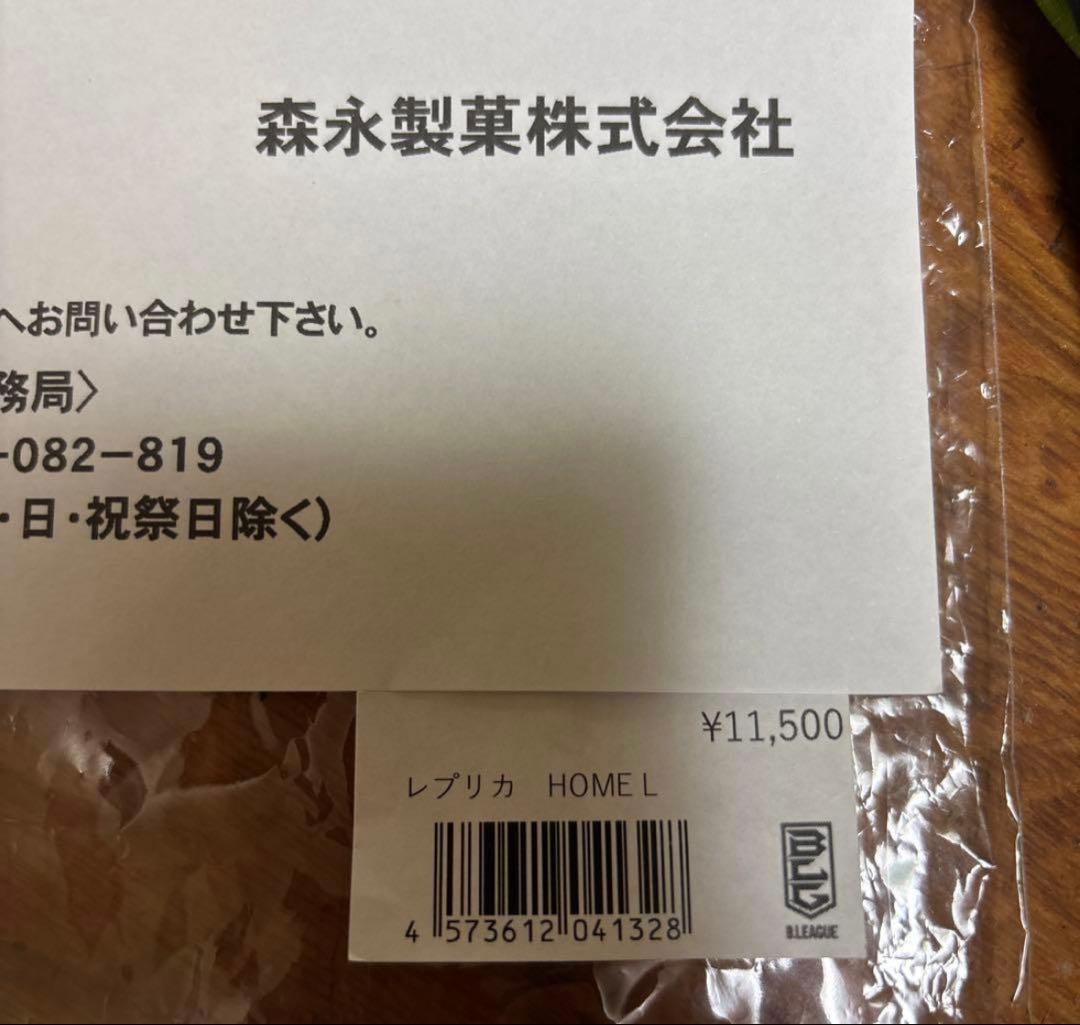 森永製菓株式会社
へお問い合わせ下さい。
務局〉
-082-819
・日・祝祭日除く)
¥11,500
レプリカ HOME L
4 573612 041328
BLG
B.LEAGUE